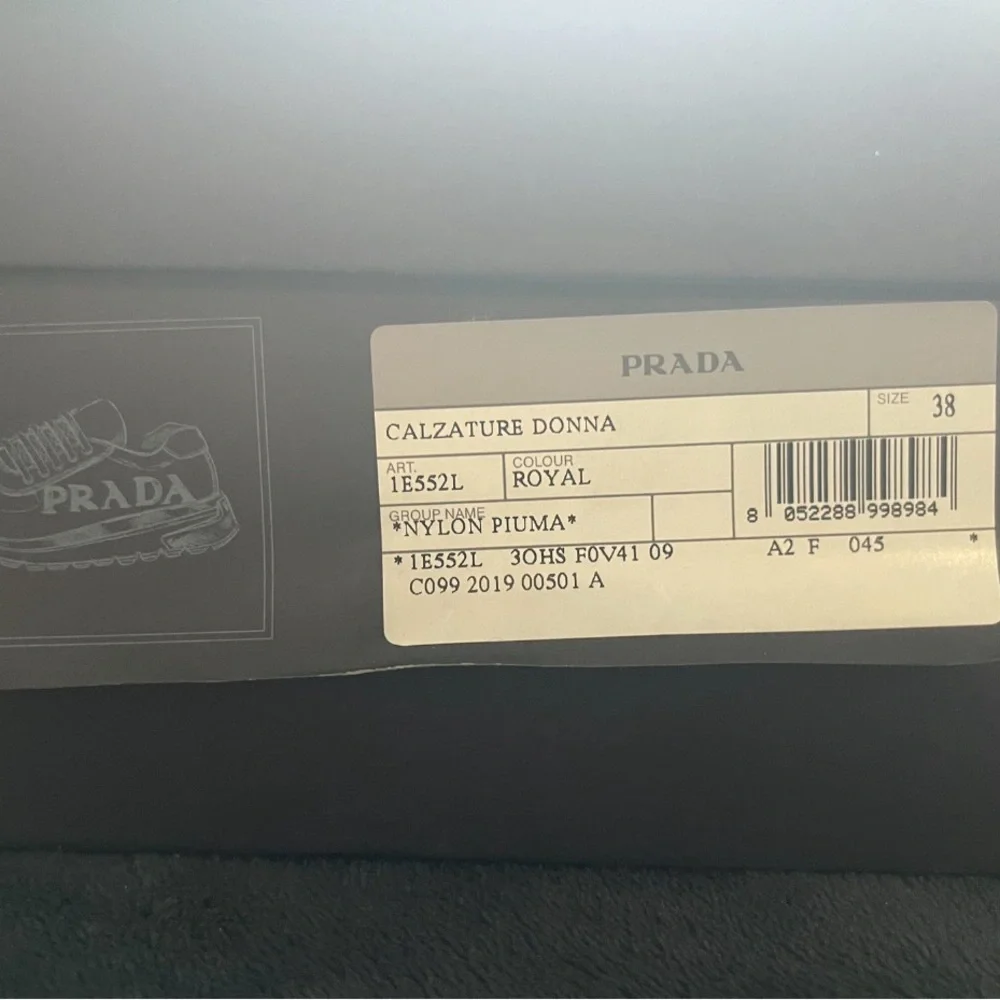 PRADA
PRADA
CALZATURE DONNA
SIZE 38
ART.
1E552L
COLOUR
ROYAL
GROUP NAME
*NYLON PIUMA*
8 052288 998984
* 1E552L 3OHS F0V41 09 A2 F 045 *
C099 2019 00501 A